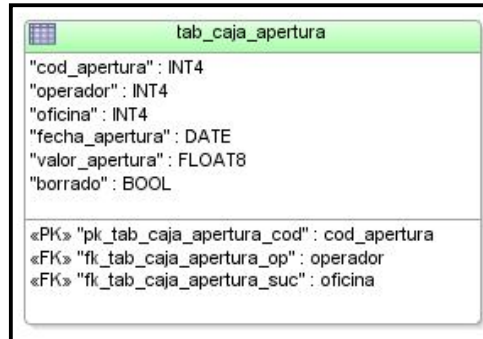 tab_caja_apertura
"cod_apertura" : INT4
"operador" : INT4
"oficina" : INT4
"fecha_apertura" : DATE
"valor_apertura" : FLOAT8
"borrado" : BOOL
«PK» "pk_tab_caja_apertura_cod" : cod_apertura
«FK» "fk_tab_caja_apertura_op" : operador
«FK» "fk_tab_caja_apertura_suc" : oficina